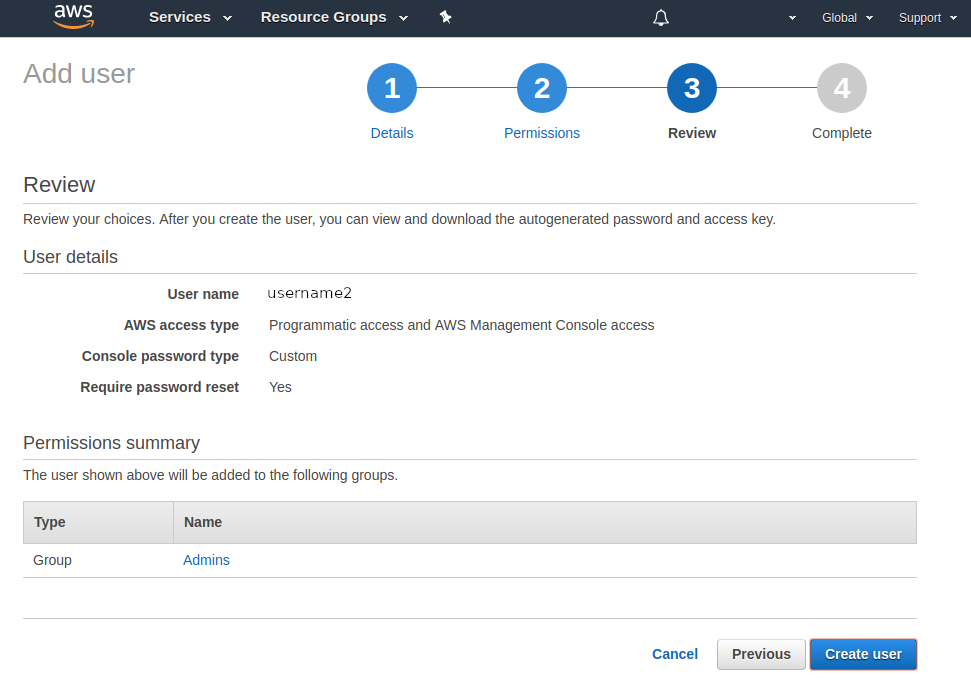 aws Services Resource Groups Global Support
Add user
1 2 3 4
Details Permissions Review Complete
Review
Review your choices. After you create the user, you can view and download the autogenerated password and access key.
User details
User name username2
AWS access type Programmatic access and AWS Management Console access
Console password type Custom
Require password reset Yes
Permissions summary
The user shown above will be added to the following groups.
Type Name
Group Admins
Cancel Previous Create user